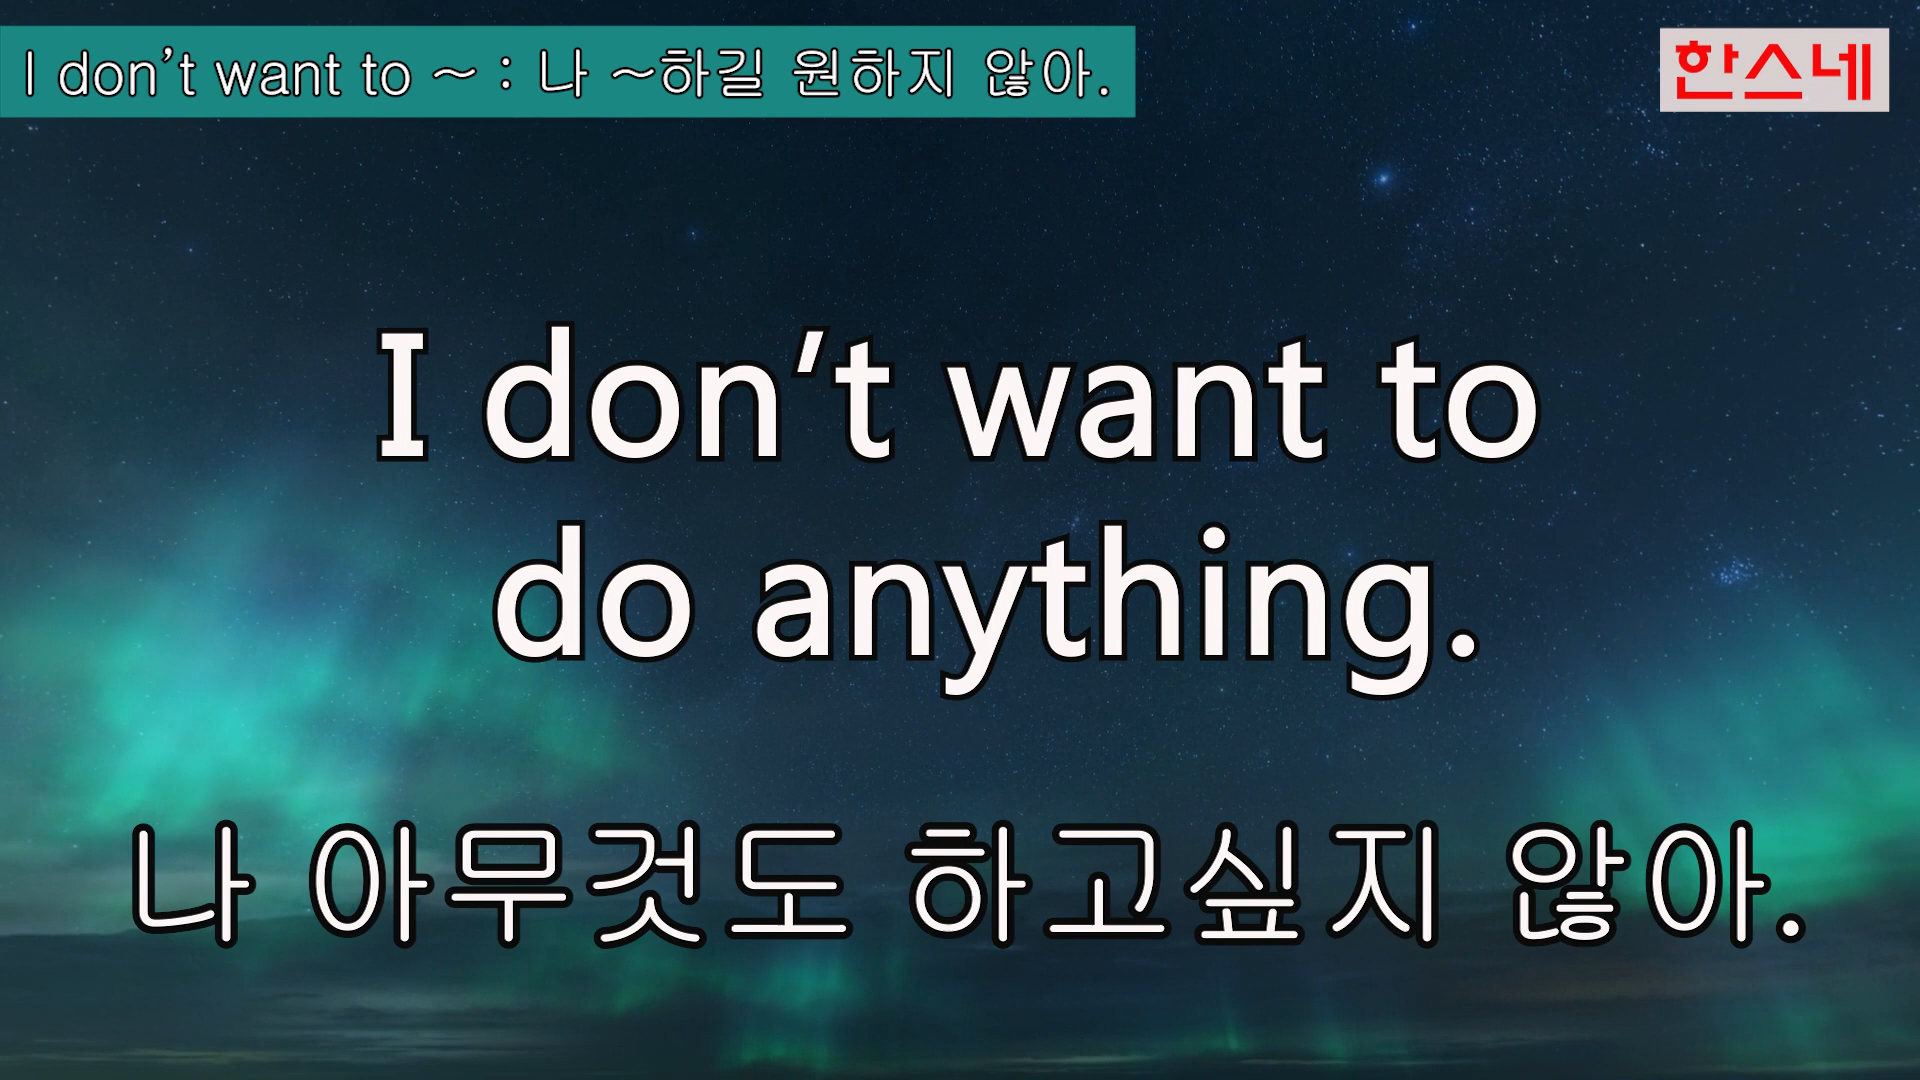 I don’t want to ~ : 나 ~하길 원하지 않아.
한스네
I don’t want to
do anything.
나 아무것도 하고싶지 않아.